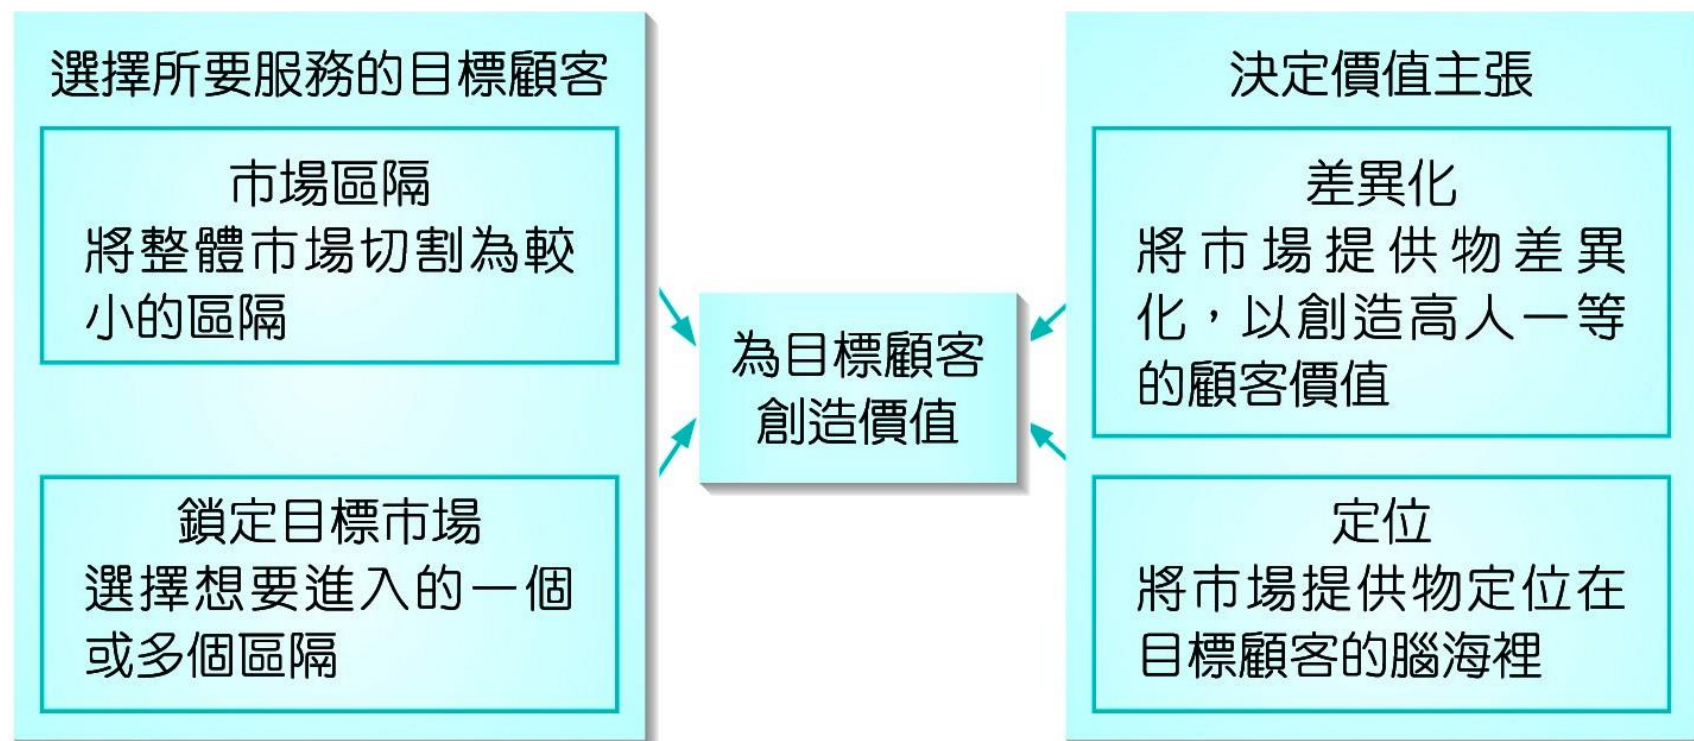 選擇所要服務的目標顧客
市場區隔
將整體市場切割為較
小的區隔
鎖定目標市場
選擇想要進入的一個
或多個區隔
為目標顧客
創造價值
決定價值主張
差異化
將市場提供物差異
化，以創造高人一等
的顧客價值
定位
將市場提供物定位在
目標顧客的腦海裡